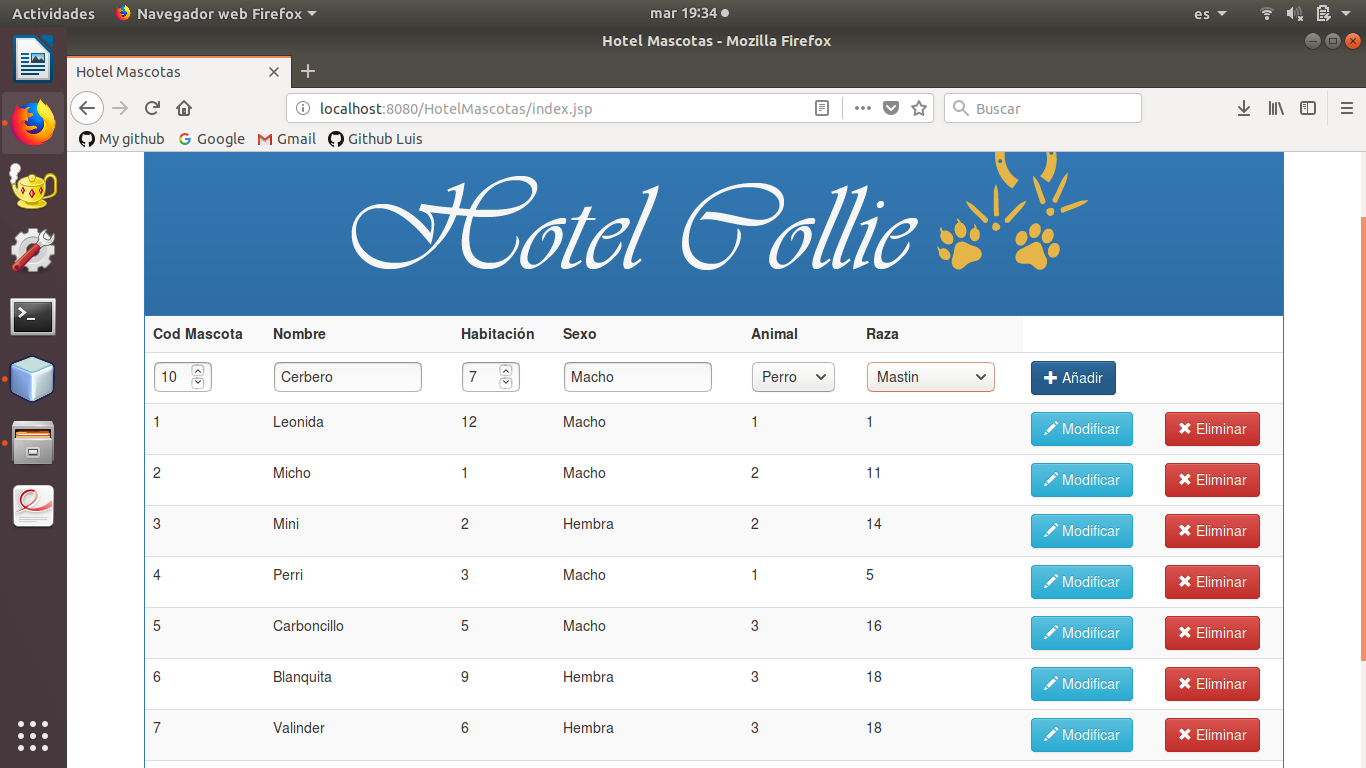 Actividades Navegador web Firefox mar 19:34 es
Hotel Mascotas - Mozilla Firefox
Hotel Mascotas
localhost:8080/HotelMascotas/index.jsp Buscar
My github Google Gmail Github Luis
Hotel Collie
Cod Mascota Nombre Habitación Sexo Animal Raza
10 Cerbero 7 Macho Perro Mastin Añadir
1 Leonida 12 Macho 1 1 Modificar Eliminar
2 Micho 1 Macho 2 11 Modificar Eliminar
3 Mini 2 Hembra 2 14 Modificar Eliminar
4 Perri 3 Macho 1 5 Modificar Eliminar
5 Carboncillo 5 Macho 3 16 Modificar Eliminar
6 Blanquita 9 Hembra 3 18 Modificar Eliminar
7 Valinder 6 Hembra 3 18 Modificar Eliminar